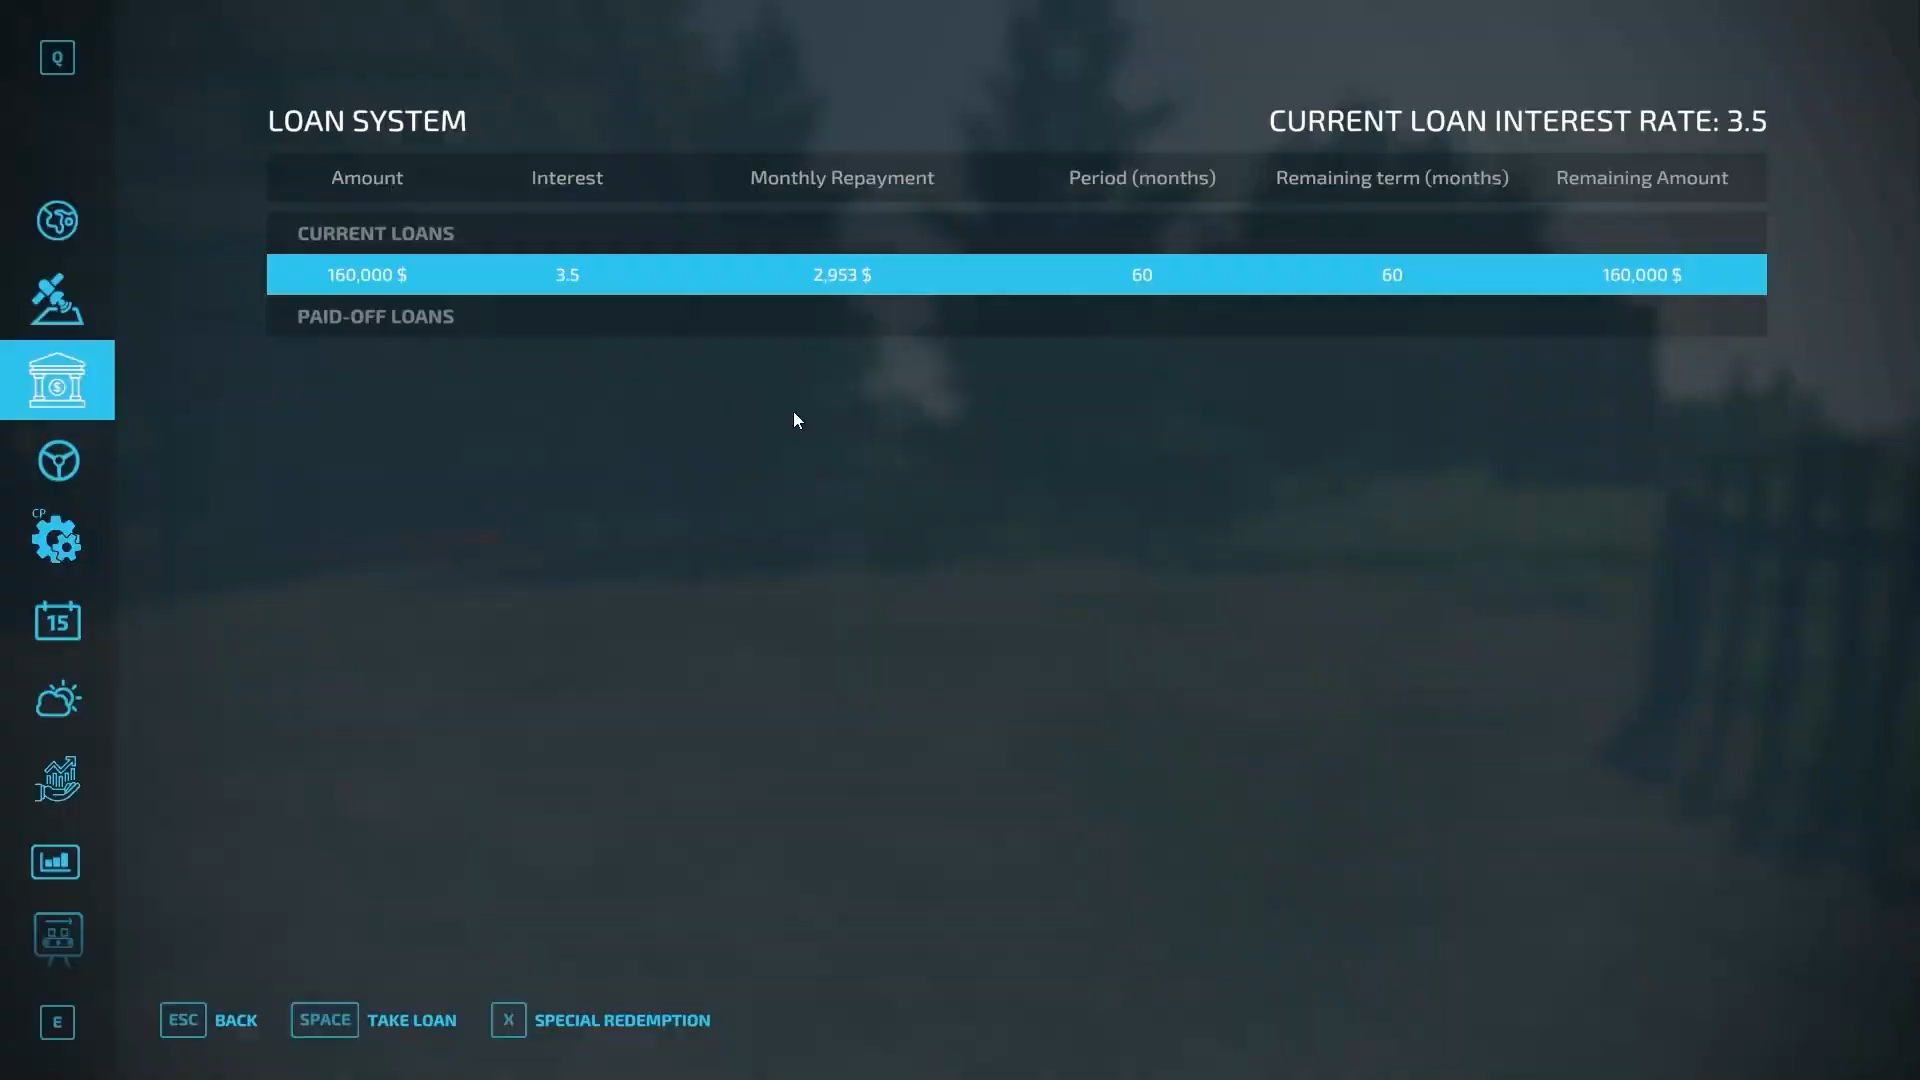 Q
LOAN SYSTEM
CURRENT LOAN INTEREST RATE: 3.5
Amount Interest Monthly Repayment Period (months) Remaining term (months) Remaining Amount
CURRENT LOANS
160,000 $ 3.5 2,953 $ 60 60 160,000 $
PAID-OFF LOANS
CP
15
E
ESC BACK SPACE TAKE LOAN X SPECIAL REDEMPTION